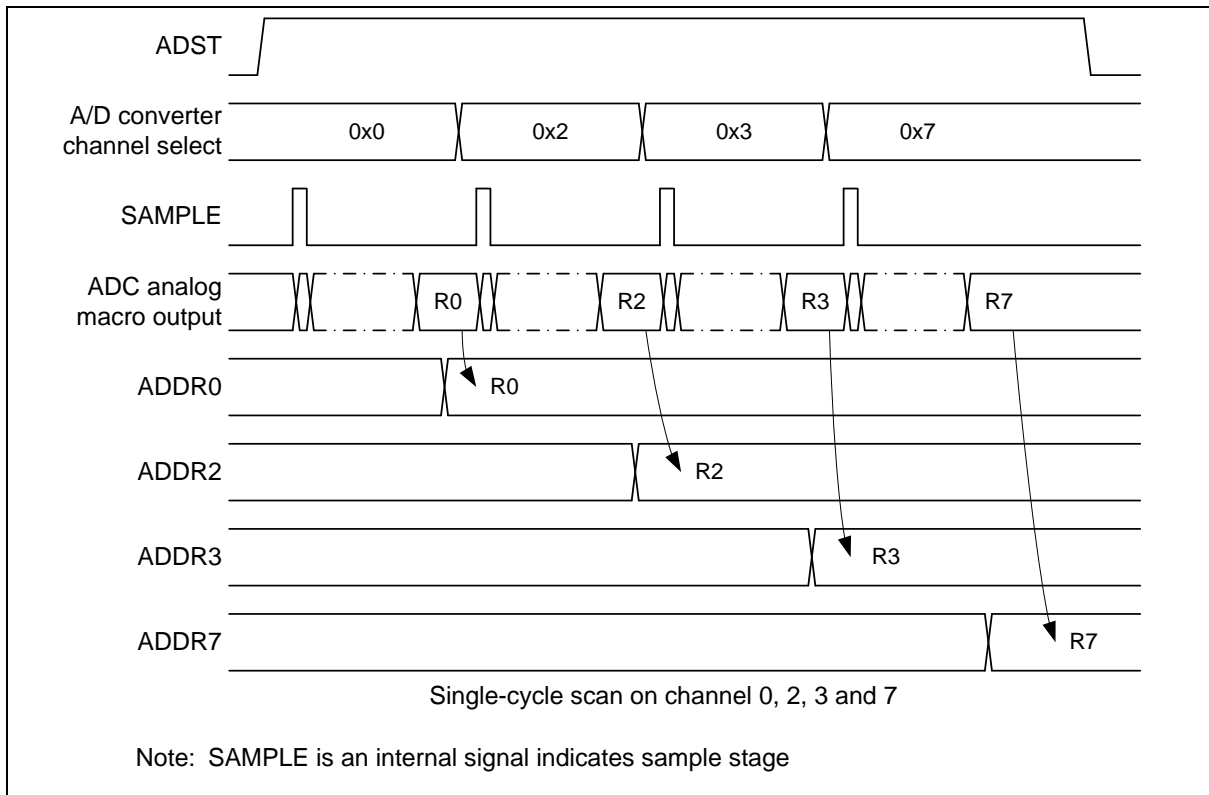 ADST
A/D converter
channel select
0x0 0x2 0x3 0x7
SAMPLE
ADC analog
macro output
R0 R2 R3 R7
ADDR0 R0
ADDR2 R2
ADDR3 R3
ADDR7 R7
Single-cycle scan on channel 0, 2, 3 and 7
Note: SAMPLE is an internal signal indicates sample stage